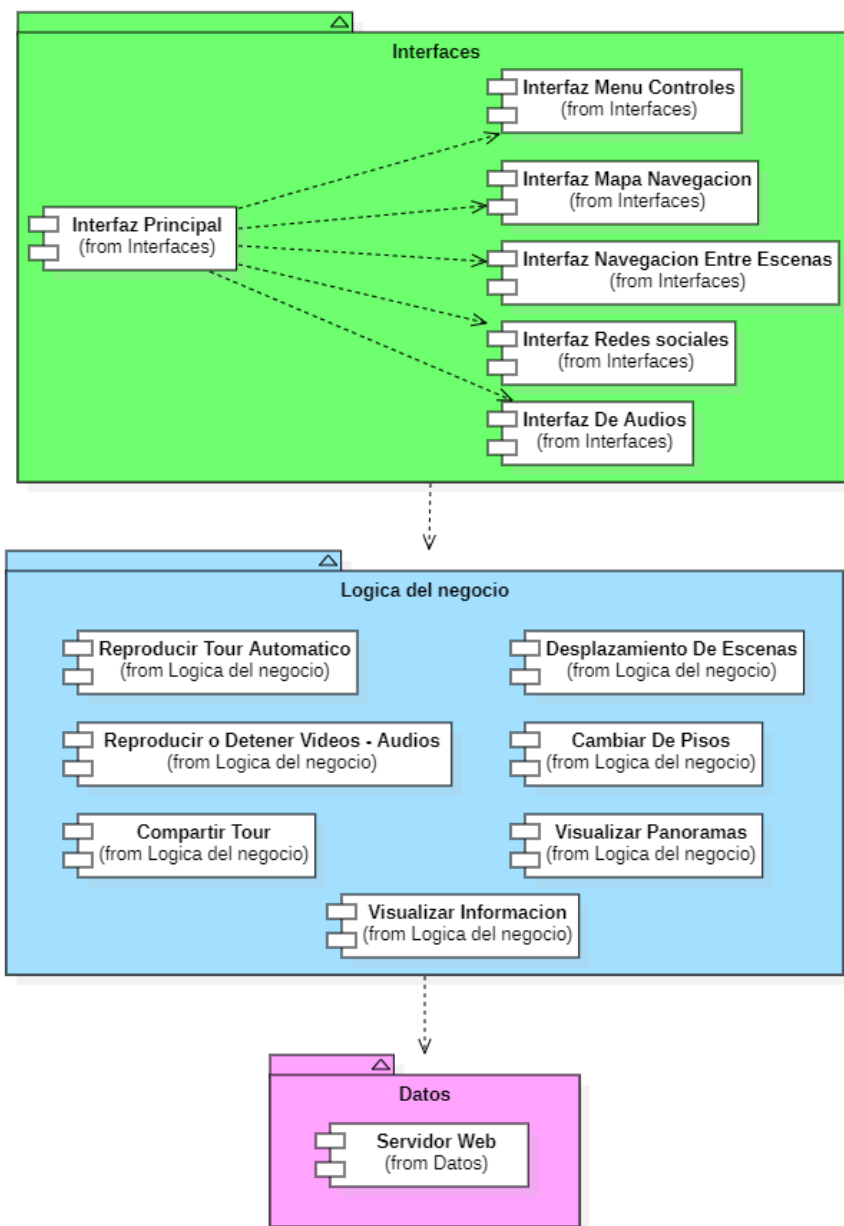 Interfaces
Interfaz Menu Controles
(from Interfaces)
Interfaz Mapa Navegacion
(from Interfaces)
Interfaz Principal
(from Interfaces)
Interfaz Navegacion Entre Escenas
(from Interfaces)
Interfaz Redes sociales
(from Interfaces)
Interfaz De Audios
(from Interfaces)
Logica del negocio
Reproducir Tour Automatico
(from Logica del negocio)
Desplazamiento De Escenas
(from Logica del negocio)
Reproducir o Detener Videos - Audios
(from Logica del negocio)
Cambiar De Pisos
(from Logica del negocio)
Compartir Tour
(from Logica del negocio)
Visualizar Panoramas
(from Logica del negocio)
Visualizar Informacion
(from Logica del negocio)
Datos
Servidor Web
(from Datos)